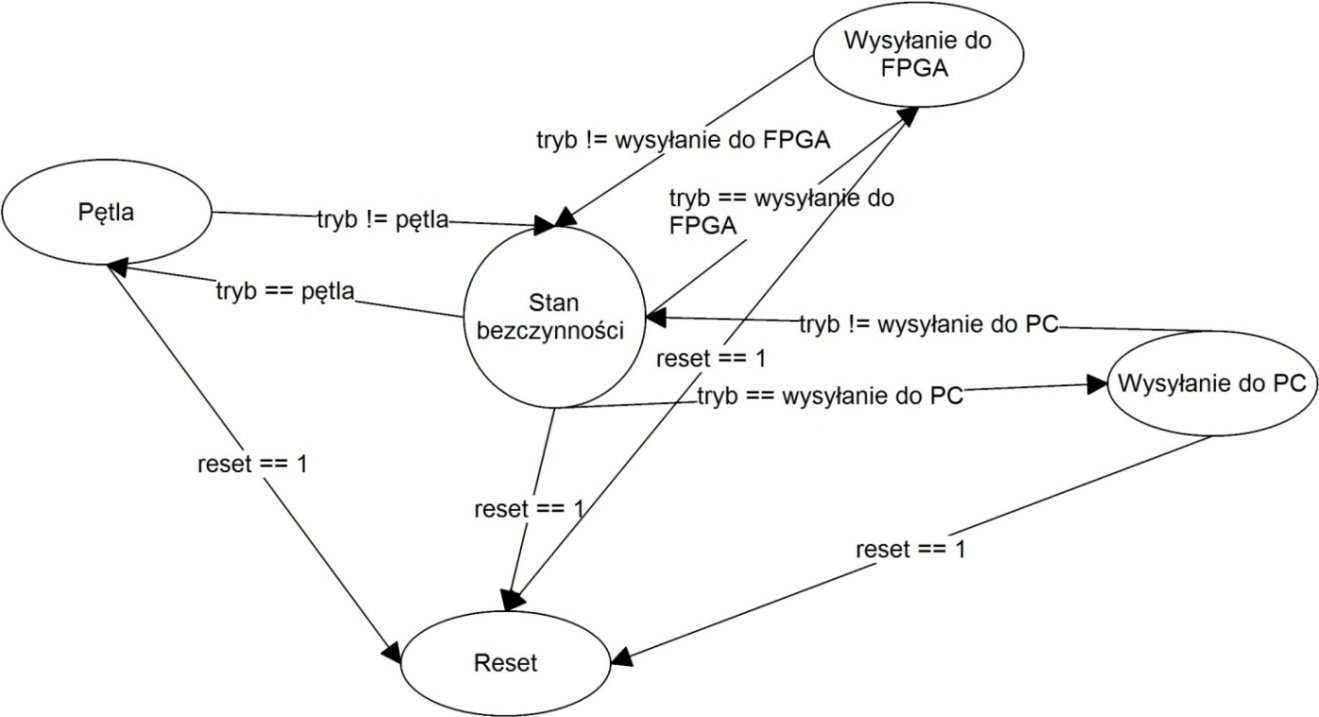 Wysyłanie do
FPGA
tryb != wysyłanie do FPGA
tryb == wysyłanie do
FPGA
Pętla
tryb != pętla
tryb == pętla
Stan
bezczynności
tryb != wysyłanie do PC
reset == 1
tryb == wysyłanie do PC
Wysyłanie do PC
reset == 1
reset == 1
reset == 1
Reset